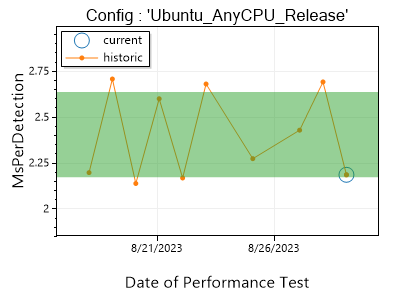 Config : 'Ubuntu_AnyCPU_Release'
current
historic
MsPerDetection
2.75
2.5
2.25
2
8/21/2023
8/26/2023
Date of Performance Test